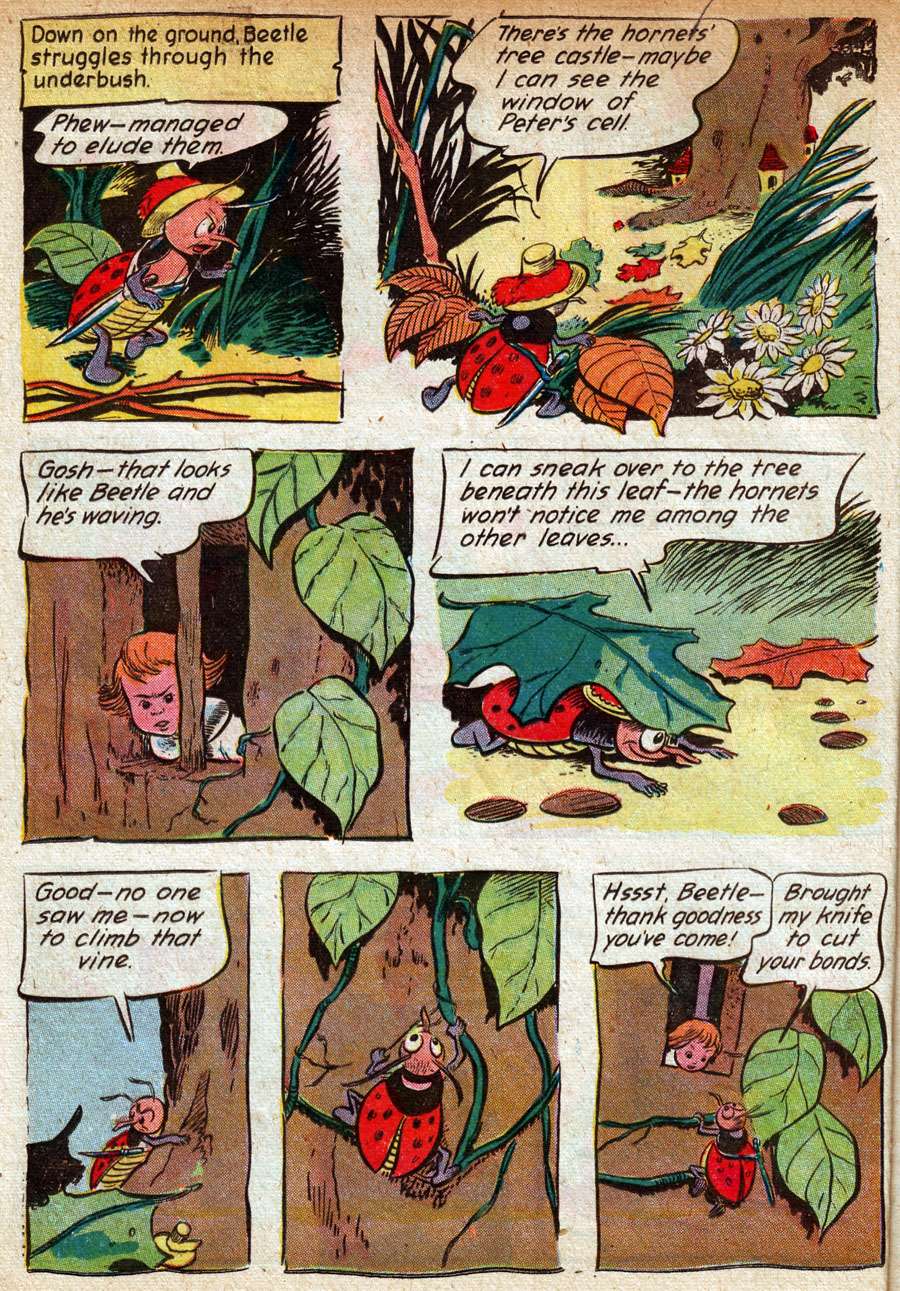 Down on the ground, Beetle
struggles through the
underbush.
Phew—managed
to elude them.
There's the hornets'
tree castle—maybe
I can see the
window of
Peter's cell.
Gosh—that looks
like Beetle and
he's waving.
I can sneak over to the tree
beneath this leaf—the hornets
won't notice me among the
other leaves...
Good—no one
saw me—now
to climb that
vine.
Hssst, Beetle—
thank goodness
you've come!
Brought
my knife
to cut
your bonds.